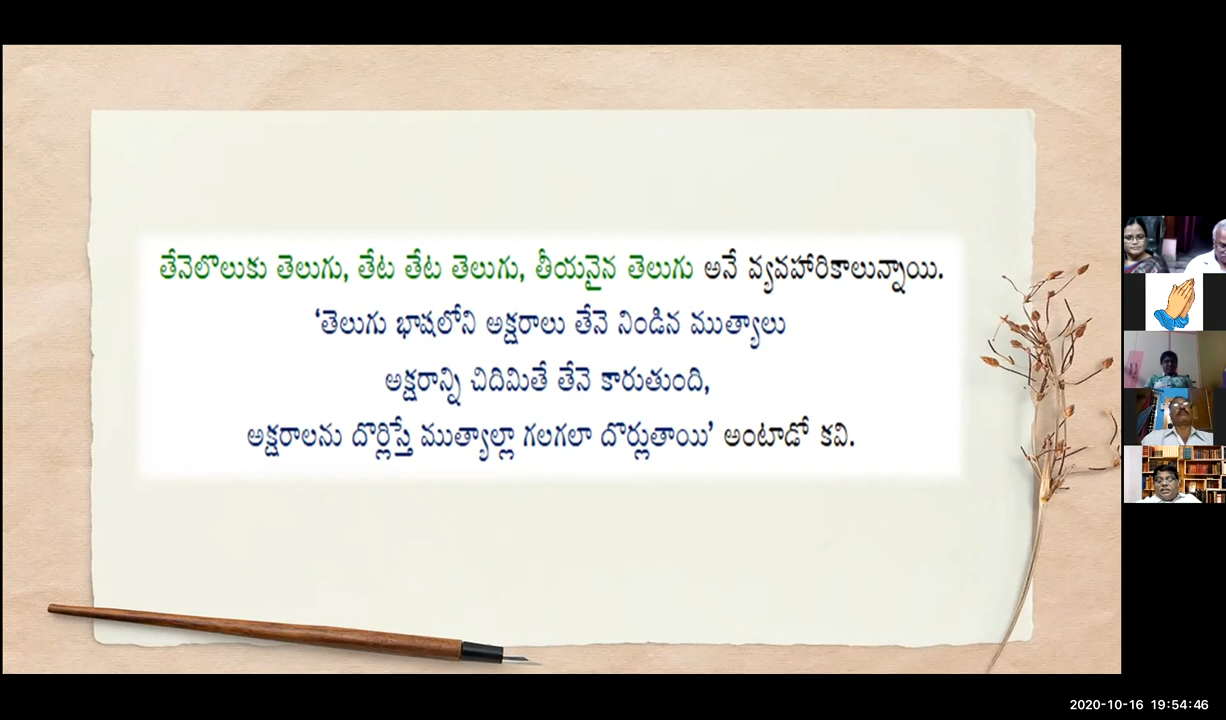 తేనెలొలుకు తెలుగు, తేట తేట తెలుగు, తీయనైన తెలుగు అనే వ్యవహారికాలున్నాయి.
‘తెలుగు భాషలోని అక్షరాలు తేనె నిండిన ముత్యాలు
అక్షరాన్ని చిదిమితే తేనె కారుతుంది,
అక్షరాలను దొర్లిస్తే ముత్యాల్లా గలగలా దొర్లుతాయి’ అంటాడో కవి.
2020-10-16 19:54:46